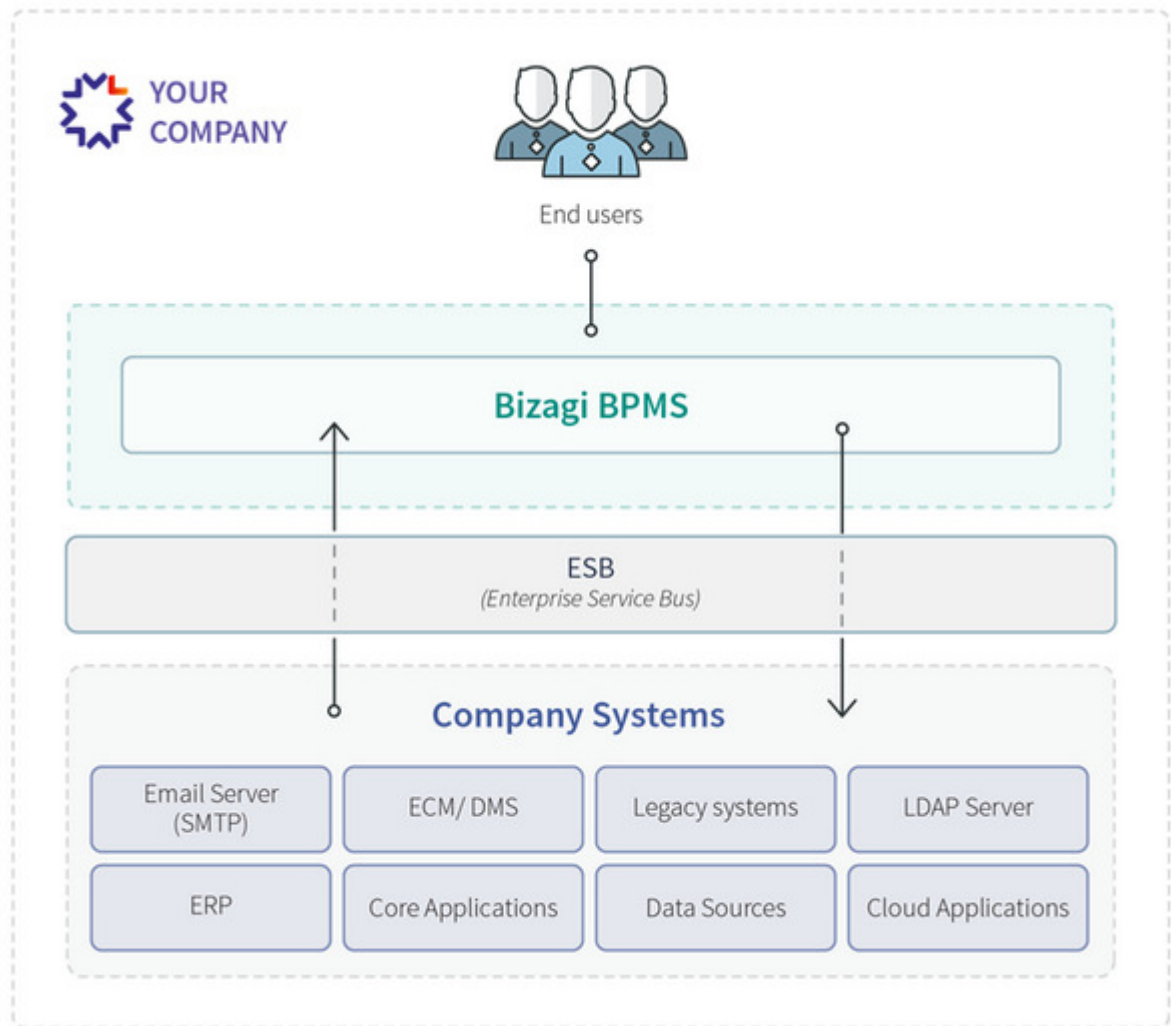 YOUR
COMPANY
End users
Bizagi BPMS
ESB
(Enterprise Service Bus)
Company Systems
Email Server
(SMTP)
ECM/ DMS
Legacy systems
LDAP Server
ERP
Core Applications
Data Sources
Cloud Applications